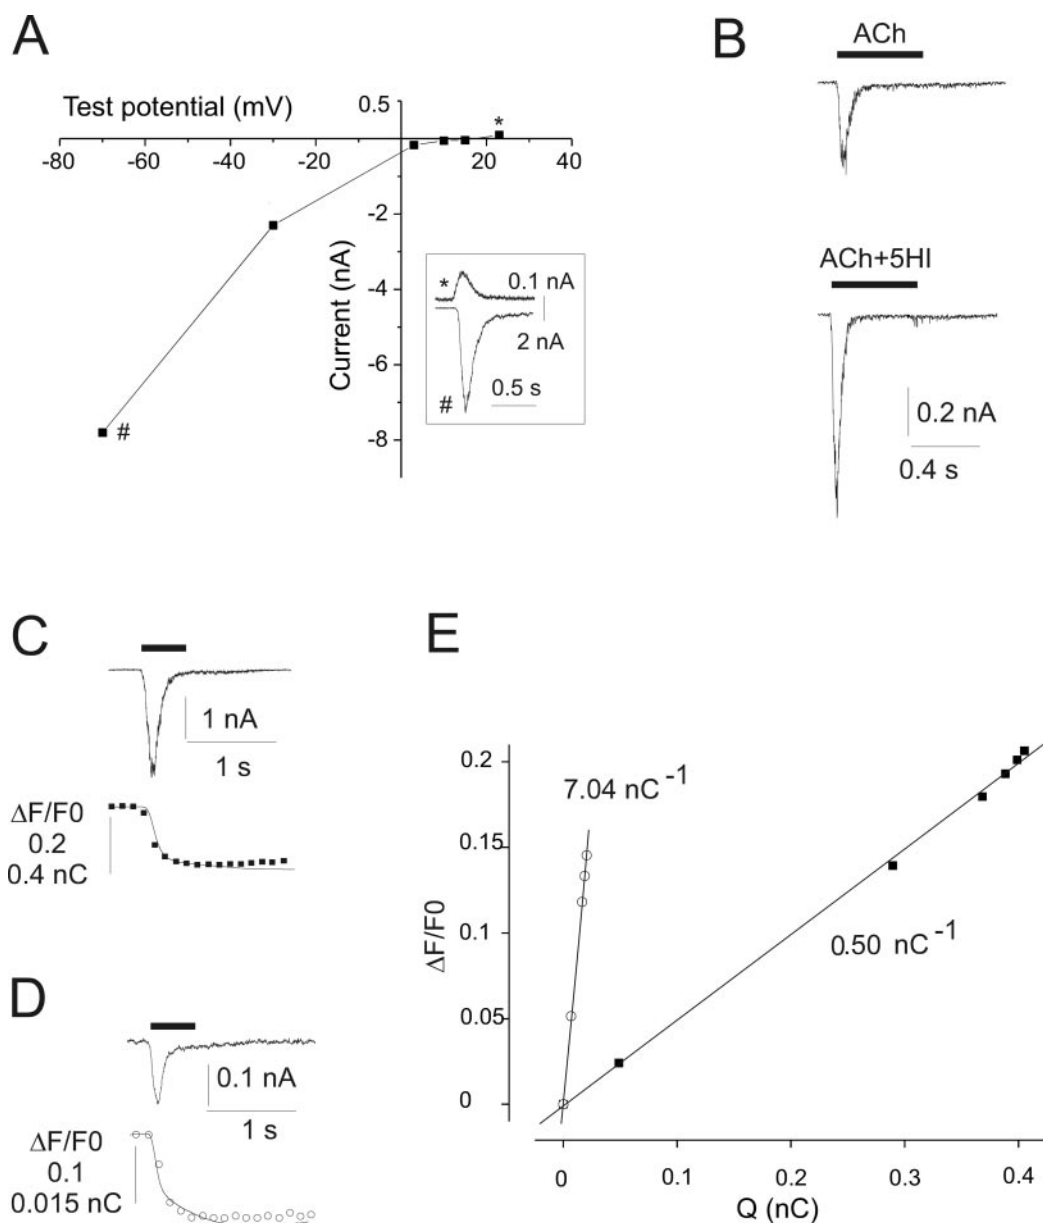 A
Test potential (mV)
0.5
*
-80 -60 -40 -20 0 20 40
-2
-4
-6
-8
Current (nA)
#
* 0.1 nA
2 nA
# 0.5 s
B
ACh
ACh+5HI
0.2 nA
0.4 s
C
1 nA
1 s
ΔF/F0
0.2
0.4 nC
D
0.1 nA
1 s
ΔF/F0
0.1
0.015 nC
E
0.2
0.15
0.1
0.05
0
ΔF/F0
7.04 nC⁻¹
0.50 nC⁻¹
0 0.1 0.2 0.3 0.4
Q (nC)